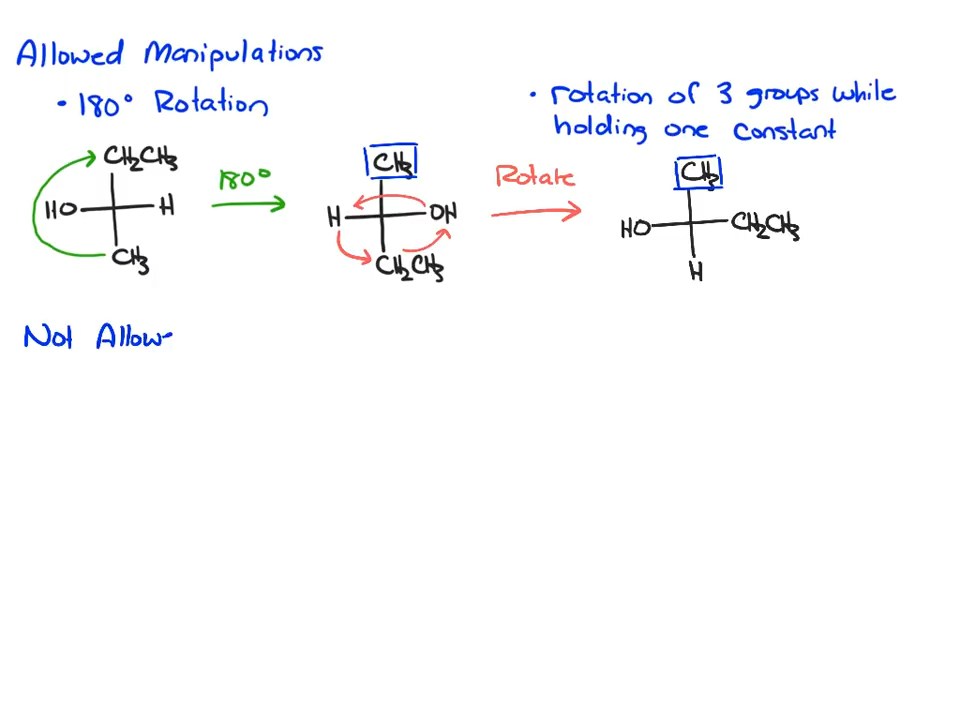 Allowed Manipulations
• 180° Rotation
• rotation of 3 groups while
holding one constant
CH2CH3
HO H
CH3
180°
CH3
H OH
CH2CH3
Rotate
CH3
HO CH2CH3
H
Not Allow